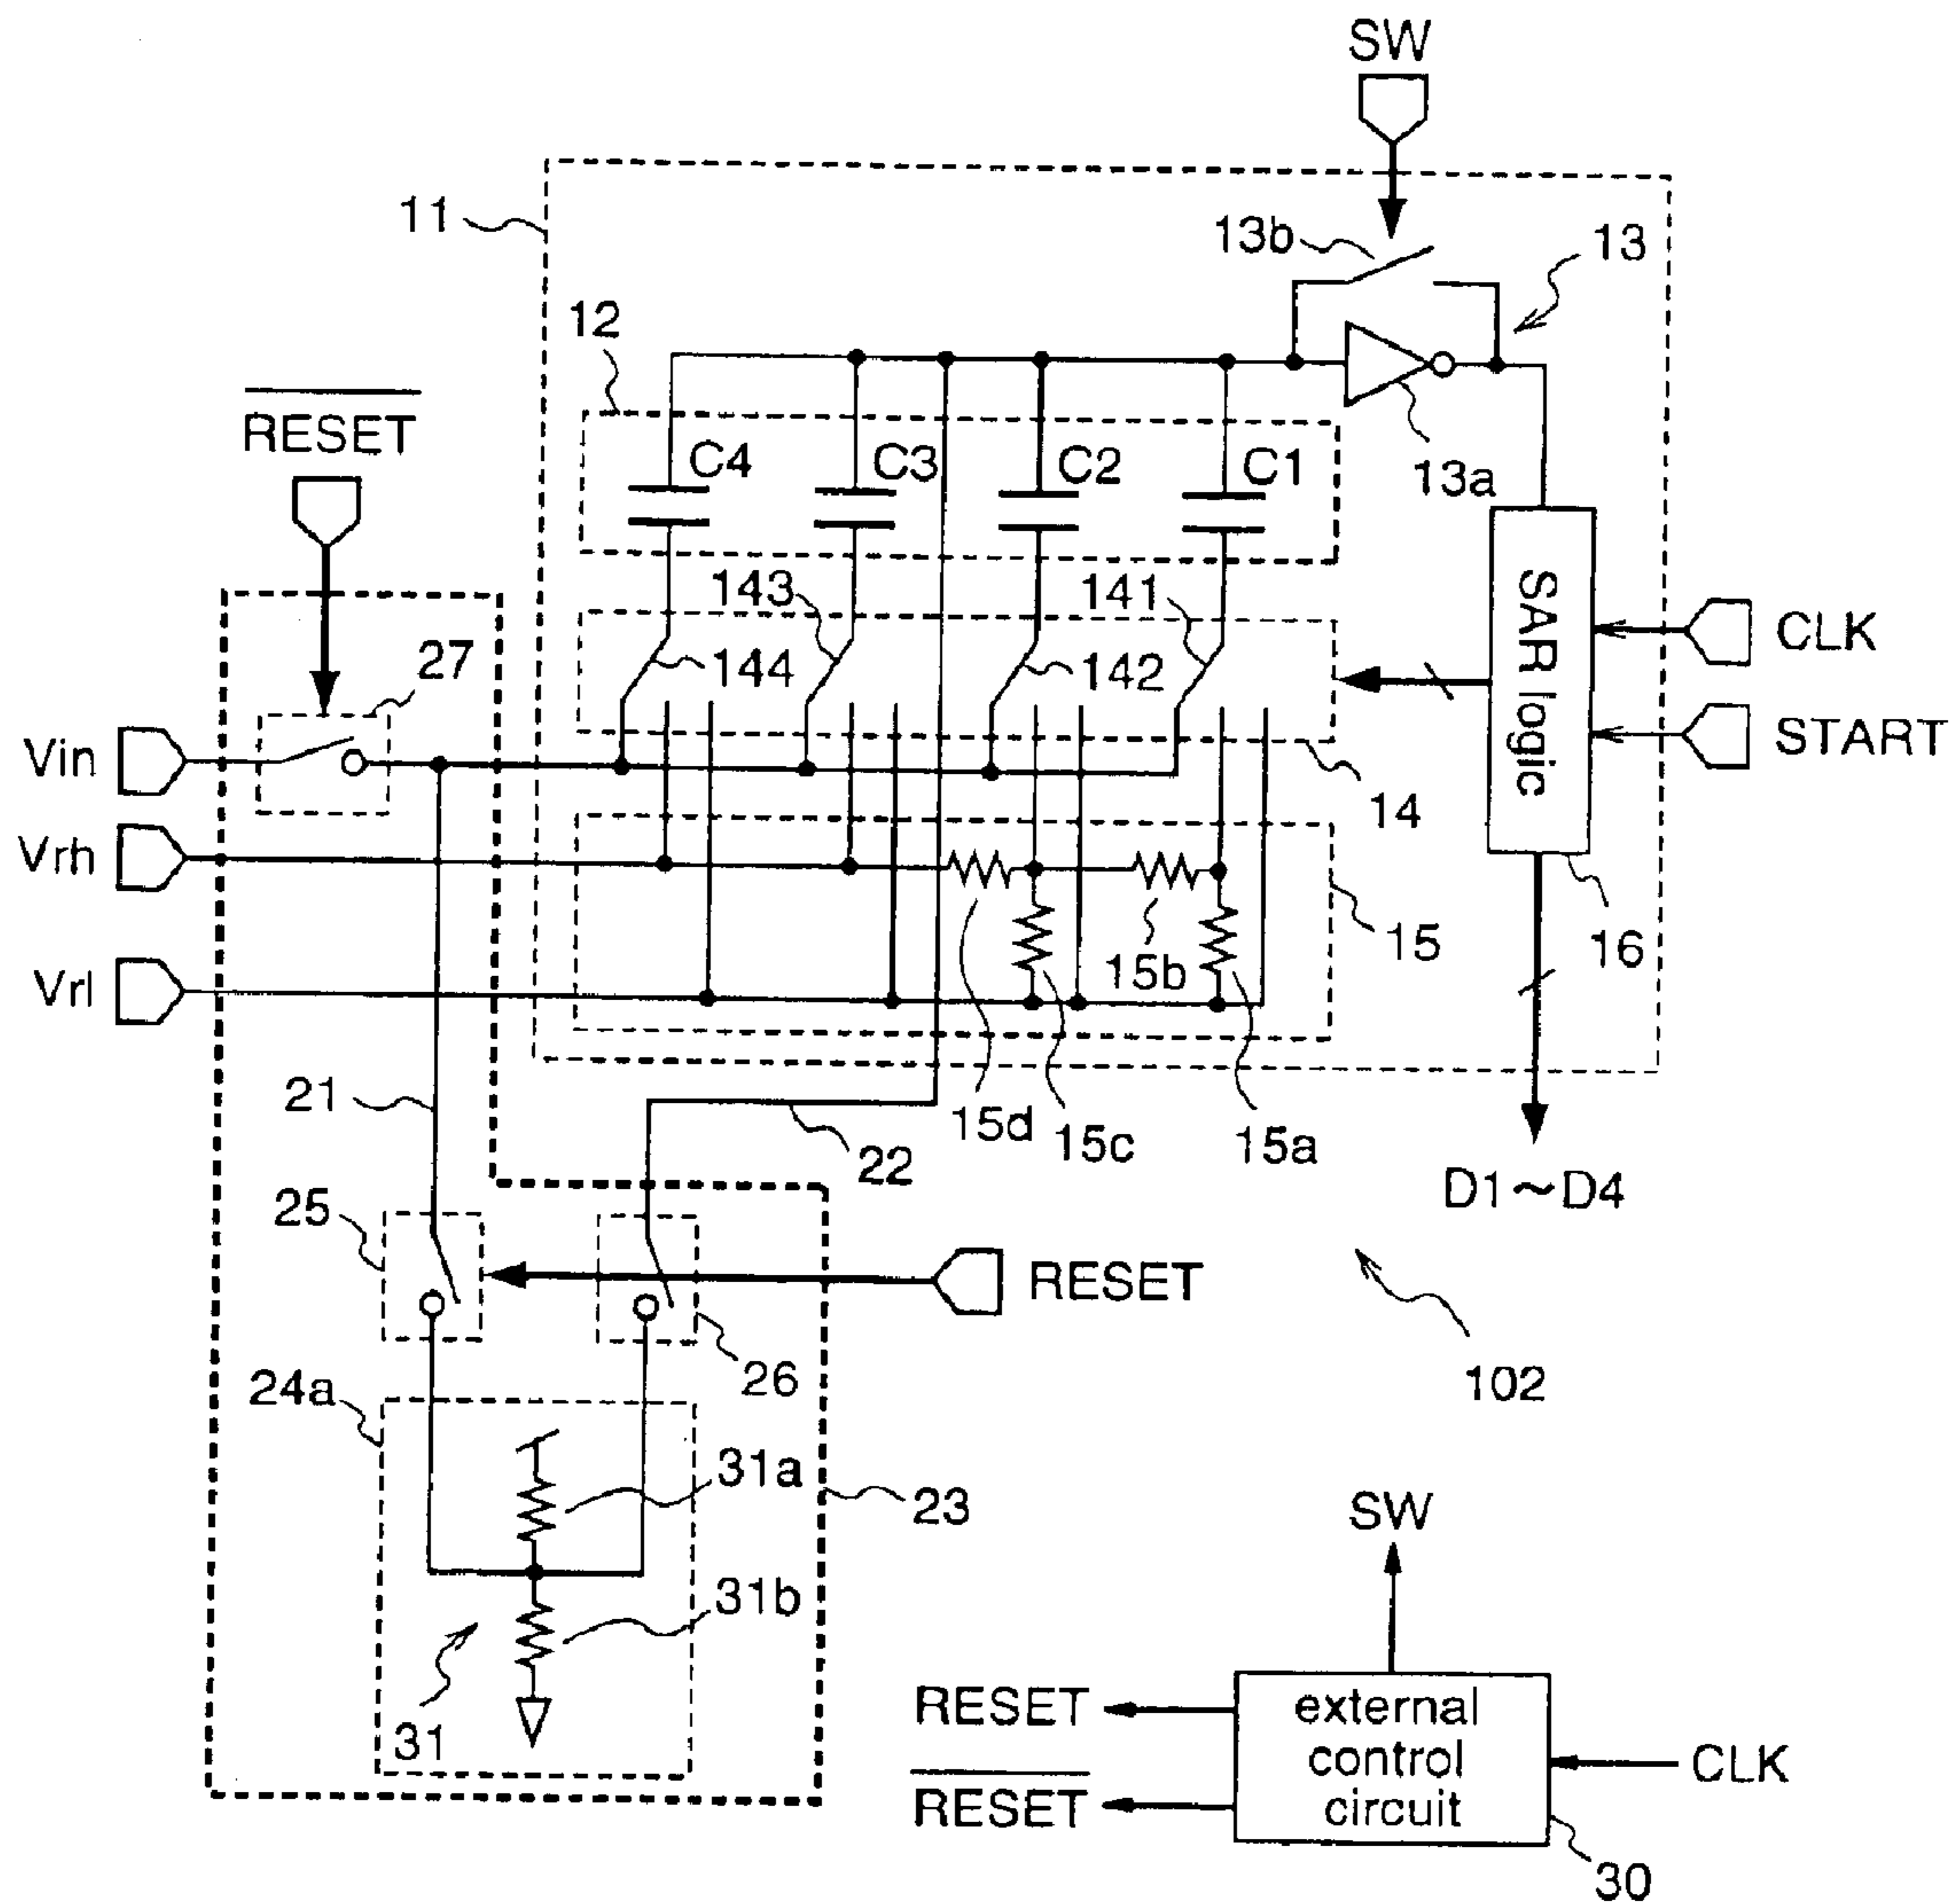 SW
11
13b
13
12
RESET
C4
C3
C2
C1
13a
143
141
SAR logic
CLK
27
144
142
START
Vin
14
Vrh
15
16
15b
Vrl
21
15d
15c
15a
22
D1~D4
25
RESET
26
102
24a
31a
23
SW
31b
31
RESET
external
control
circuit
CLK
RESET
30